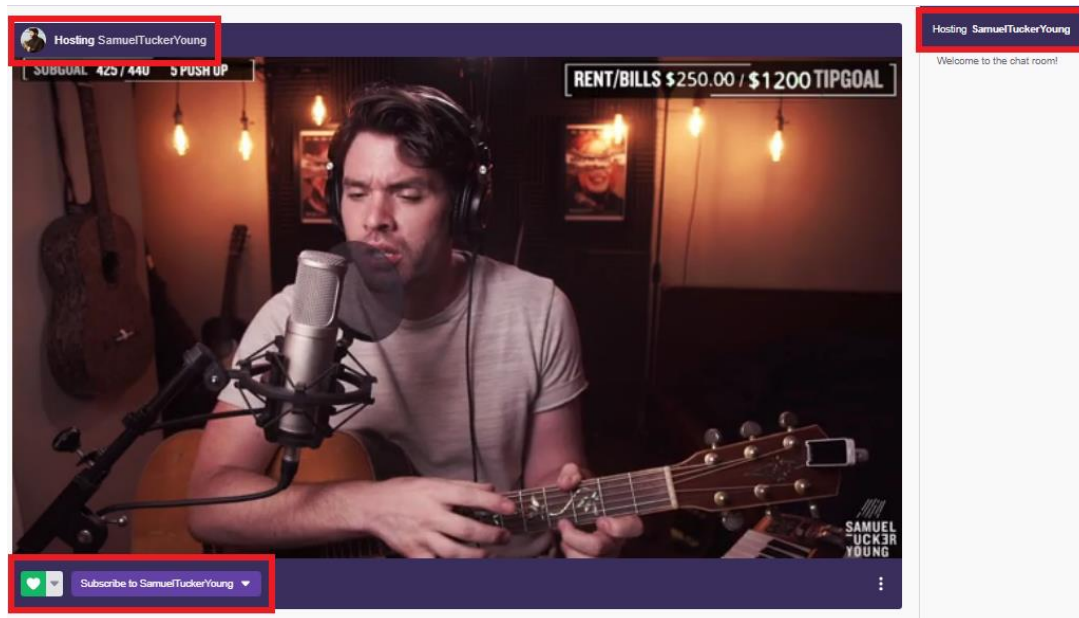 Hosting SamuelTuckerYoung
Hosting SamuelTuckerYoung
Welcome to the chat room!
SUBGOAL 425 / 440 5 PUSH UP
RENT/BILLS $250.00 / $1200 TIPGOAL
SAMUEL
TUCKER
YOUNG
Subscribe to SamuelTuckerYoung